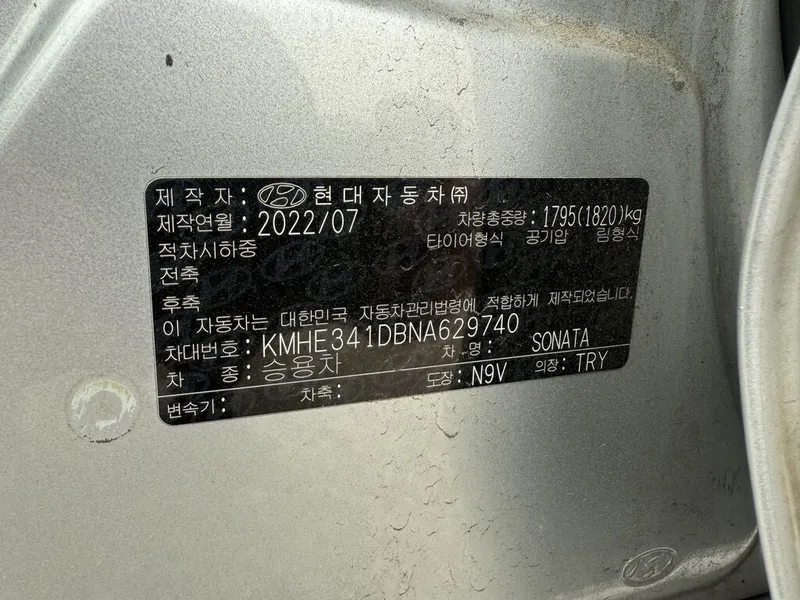 제 작 자 : 현대자동차㈜
제작연월 : 2022/07 차량총중량 : 1795(1820)kg
적차시하중 타이어형식 공기압 림형식
전축
후축
이 자동차는 대한민국 자동차관리법령에 적합하게 제작되었습니다.
차대번호 : KMHE341DBNA629740
차 종 : 승용차 차 명 : SONATA
변속기 : 차축 : 도장 : N9V 의장 : TRY